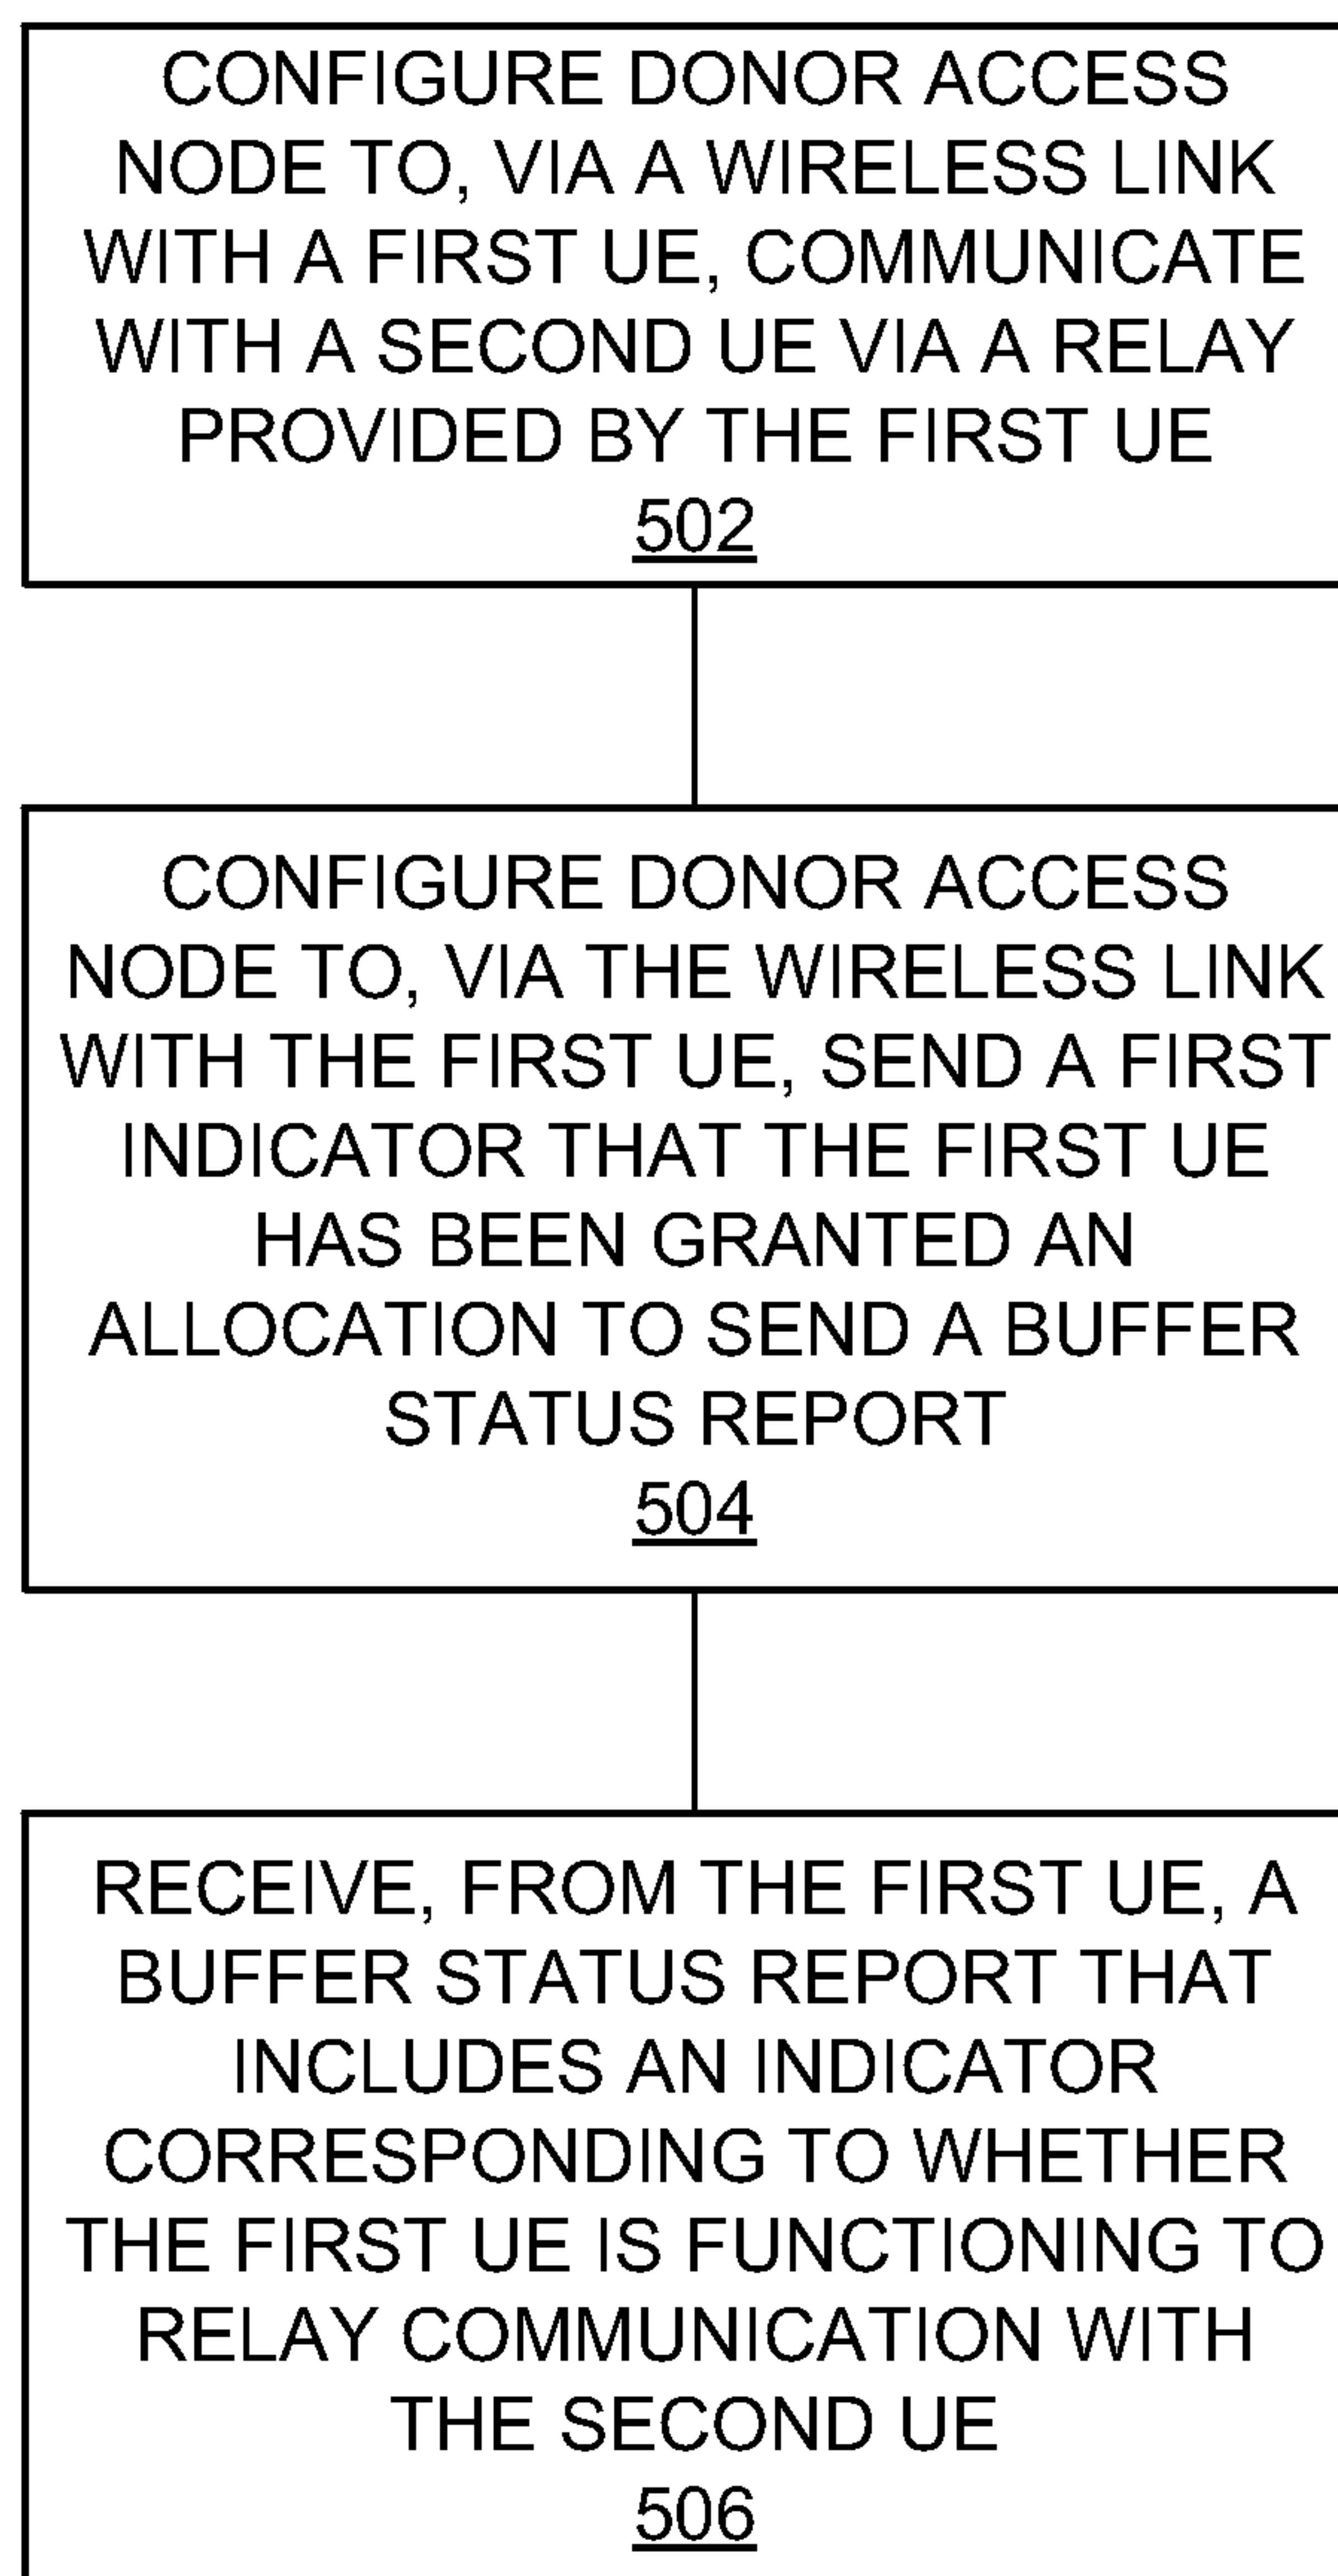 CONFIGURE DONOR ACCESS
NODE TO, VIA A WIRELESS LINK
WITH A FIRST UE, COMMUNICATE
WITH A SECOND UE VIA A RELAY
PROVIDED BY THE FIRST UE
502
CONFIGURE DONOR ACCESS
NODE TO, VIA THE WIRELESS LINK
WITH THE FIRST UE, SEND A FIRST
INDICATOR THAT THE FIRST UE
HAS BEEN GRANTED AN
ALLOCATION TO SEND A BUFFER
STATUS REPORT
504
RECEIVE, FROM THE FIRST UE, A
BUFFER STATUS REPORT THAT
INCLUDES AN INDICATOR
CORRESPONDING TO WHETHER
THE FIRST UE IS FUNCTIONING TO
RELAY COMMUNICATION WITH
THE SECOND UE
506